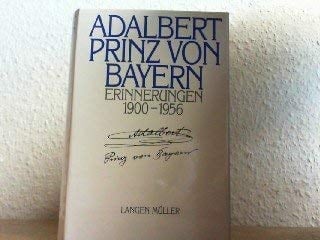 ADALBERT
PRINZ VON
BAYERN
ERINNERUNGEN
1900–1956
Adalbert
Prinz von Bayern
LANGEN MÜLLER